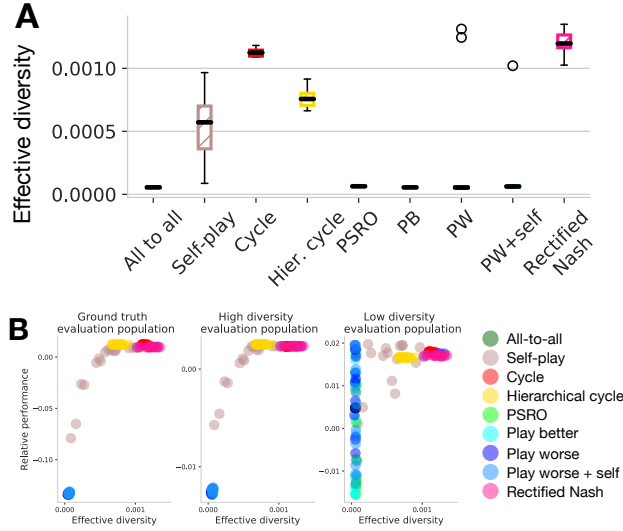 A
Effective diversity
0.0010
0.0005
0.0000
All to all
Self-play
Cycle
Hier. cycle
PSRO
PB
PW
PW+self
Rectified
Nash
B
Ground truth
evaluation population
High diversity
evaluation population
Low diversity
evaluation population
Relative performance
0.00
−0.05
−0.10
0.000
0.001
Effective diversity
0.00
−0.01
0.000
0.001
Effective diversity
0.02
0.01
0.00
−0.01
0.000
0.001
Effective diversity
All-to-all
Self-play
Cycle
Hierarchical cycle
PSRO
Play better
Play worse
Play worse + self
Rectified Nash